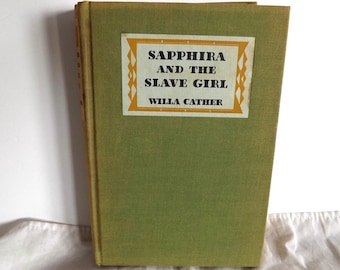 SAPPHIRA
AND THE
SLAVE GIRL
WILLA CATHER